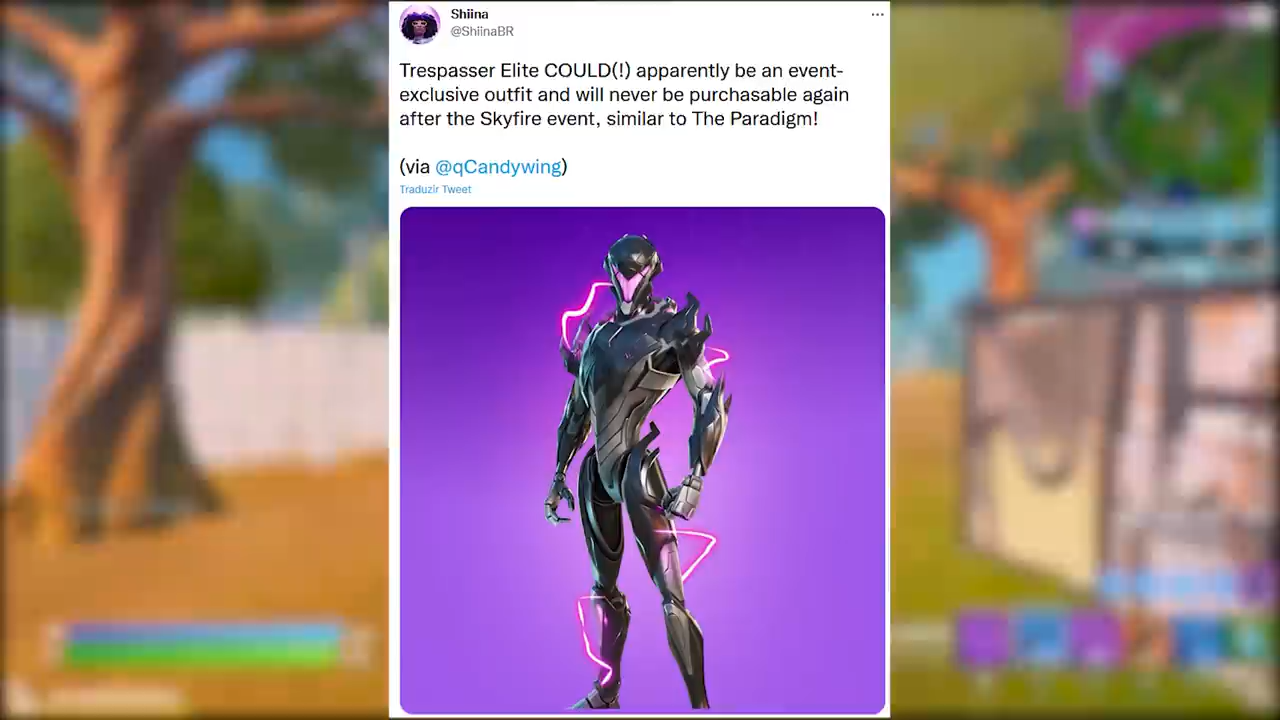 Shiina
@ShiinaBR
Trespasser Elite COULD(!) apparently be an event-
exclusive outfit and will never be purchasable again
after the Skyfire event, similar to The Paradigm!
(via @qCandywing)
Traduzir Tweet